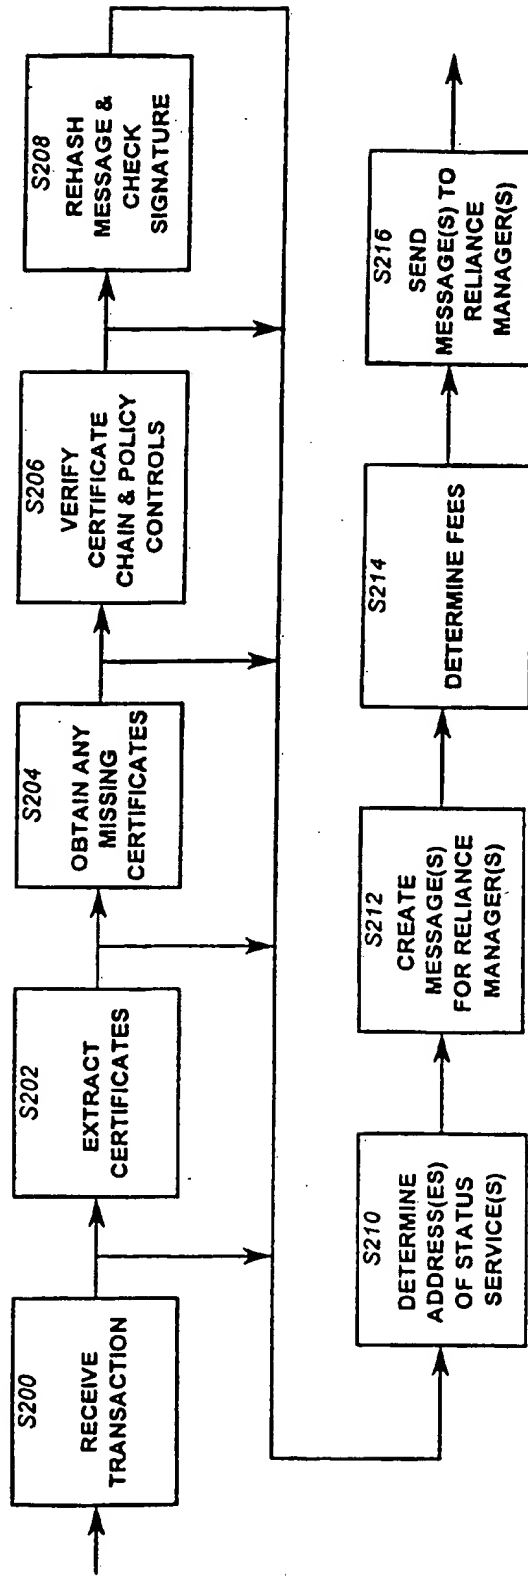 S200
RECEIVE
TRANSACTION
S202
EXTRACT
CERTIFICATES
S204
OBTAIN ANY
MISSING
CERTIFICATES
S206
VERIFY
CERTIFICATE
CHAIN & POLICY
CONTROLS
S208
REHASH
MESSAGE &
CHECK
SIGNATURE
S210
DETERMINE
ADDRESS(ES)
OF STATUS
SERVICE(S)
S212
CREATE
MESSAGE(S)
FOR RELIANCE
MANAGER(S)
S214
DETERMINE FEES
S216
SEND
MESSAGE(S) TO
RELIANCE
MANAGER(S)